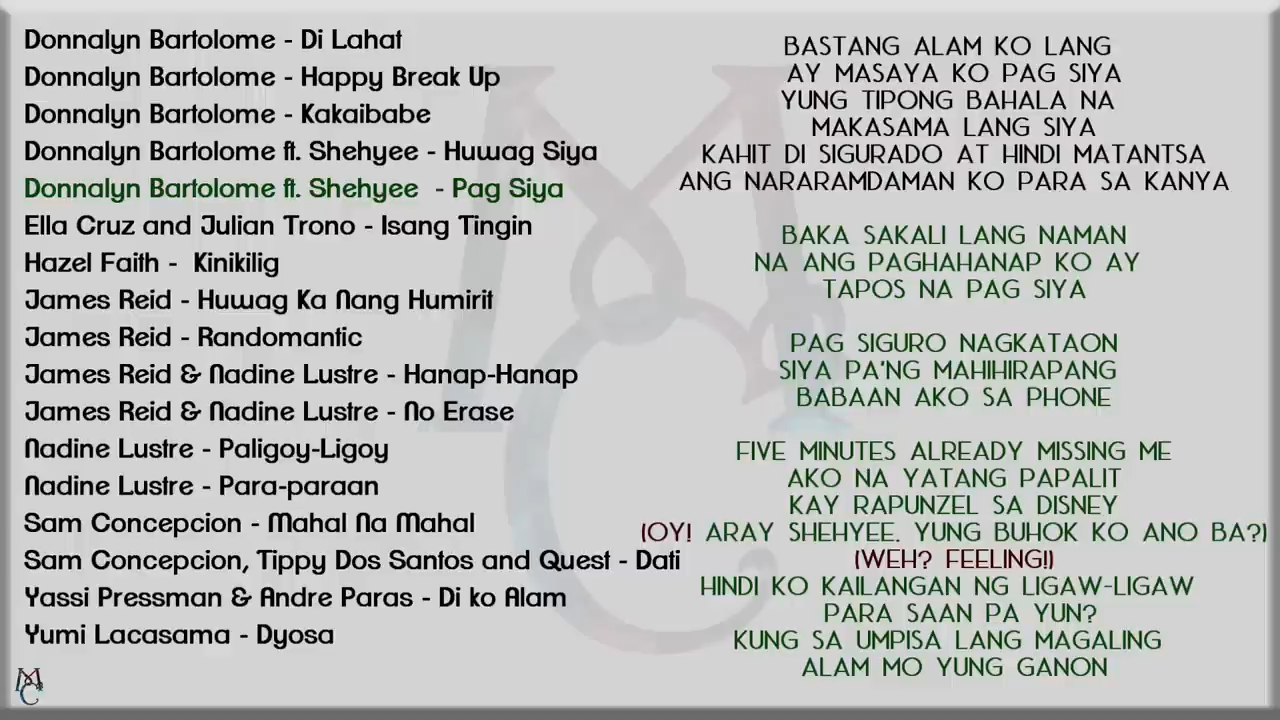 Donnalyn Bartolome - Di Lahat
Donnalyn Bartolome - Happy Break Up
Donnalyn Bartolome - Kakaibabe
Donnalyn Bartolome ft. Shehyee - Huwag Siya
Donnalyn Bartolome ft. Shehyee - Pag Siya
Ella Cruz and Julian Trono - Isang Tingin
Hazel Faith - Kinikilig
James Reid - Huwag Ka Nang Humirit
James Reid - Randomantic
James Reid & Nadine Lustre - Hanap-Hanap
James Reid & Nadine Lustre - No Erase
Nadine Lustre - Paligoy-Ligoy
Nadine Lustre - Para-paraan
Sam Concepcion - Mahal Na Mahal
Sam Concepcion, Tippy Dos Santos and Quest - Dati
Yassi Pressman & Andre Paras - Di ko Alam
Yumi Lacasama - Dyosa
BASTANG ALAM KO LANG
AY MASAYA KO PAG SIYA
YUNG TIPONG BAHALA NA
MAKASAMA LANG SIYA
KAHIT DI SIGURADO AT HINDI MATANTSA
ANG NARARAMDAMAN KO PARA SA KANYA
BAKA SAKALI LANG NAMAN
NA ANG PAGHAHANAP KO AY
TAPOS NA PAG SIYA
PAG SIGURO NAGKATAON
SIYA PA'NG MAHIHIRAPANG
BABAAN AKO SA PHONE
FIVE MINUTES ALREADY MISSING ME
AKO NA YATANG PAPALIT
KAY RAPUNZEL SA DISNEY
(OY! ARAY SHEHYEE. YUNG BUHOK KO ANO BA?)
(WEH? FEELING!)
HINDI KO KAILANGAN NG LIGAW-LIGAW
PARA SAAN PA YUN?
KUNG SA UMPISA LANG MAGALING
ALAM MO YUNG GANON
MC